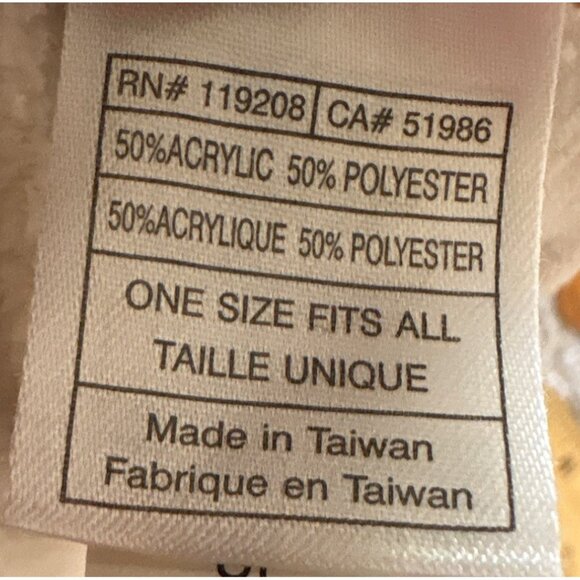 RN# 119208 CA# 51986
50%ACRYLIC 50% POLYESTER
50%ACRYLIQUE 50% POLYESTER
ONE SIZE FITS ALL
TAILLE UNIQUE
Made in Taiwan
Fabrique en Taiwan